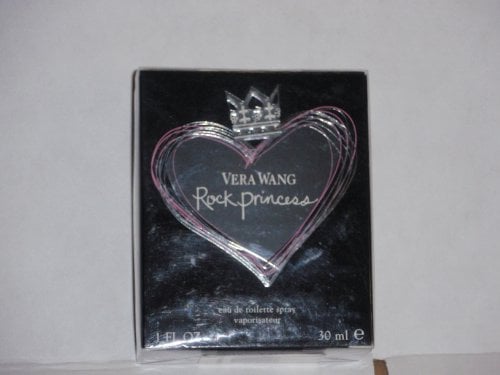 VERA WANG
Rock Princess
eau de toilette spray
vaporisateur
1 FL OZ 30 ml e